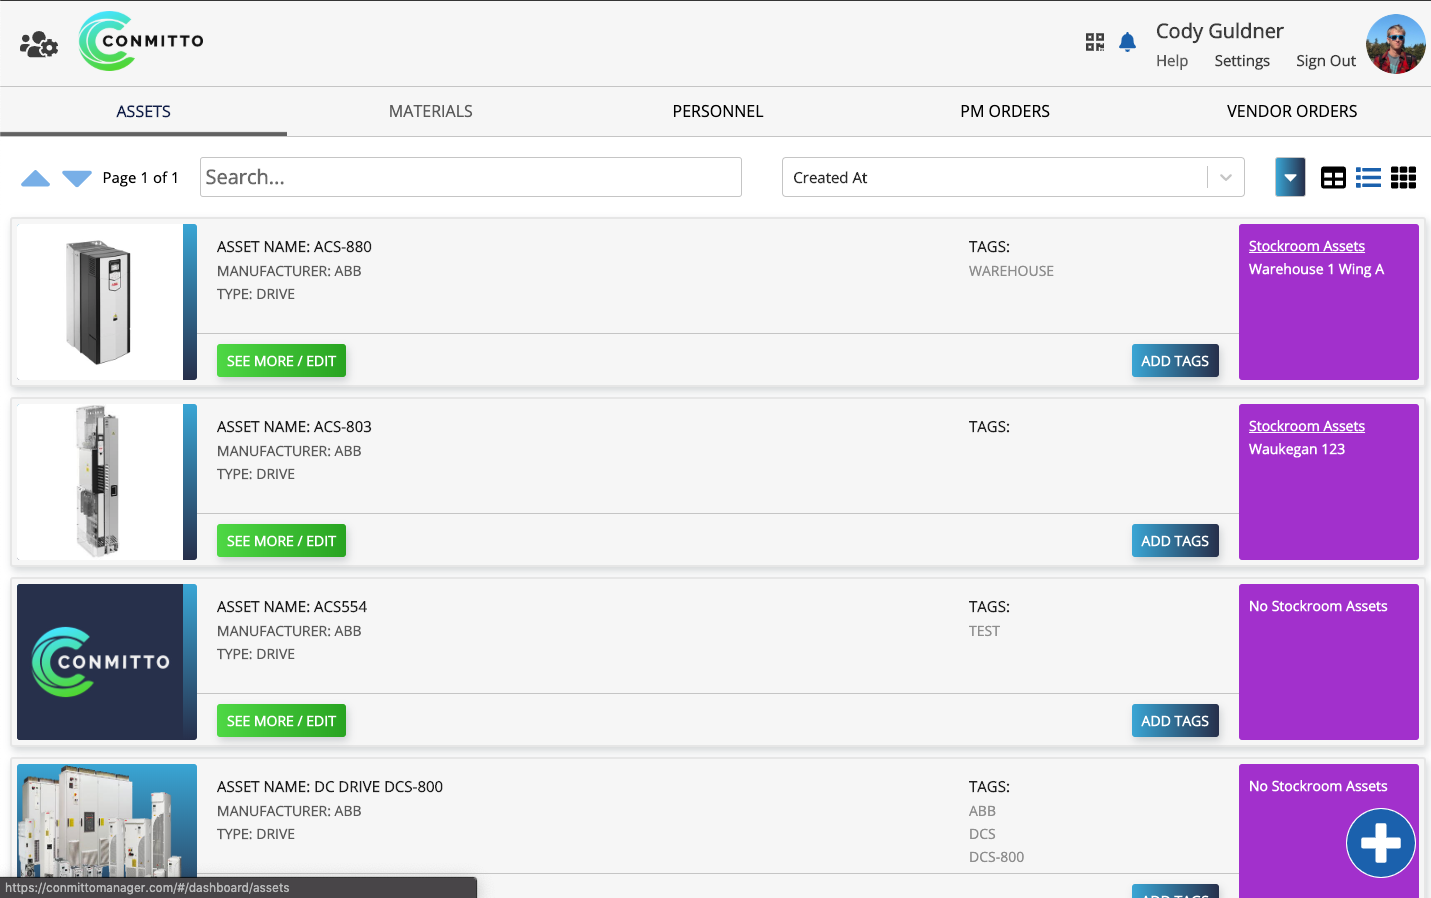 CONMITTO
Cody Guldner
Help Settings Sign Out
ASSETS MATERIALS PERSONNEL PM ORDERS VENDOR ORDERS
Page 1 of 1
Search...
Created At
ASSET NAME: ACS-880
MANUFACTURER: ABB
TYPE: DRIVE
TAGS:
WAREHOUSE
Stockroom Assets
Warehouse 1 Wing A
SEE MORE / EDIT
ADD TAGS
ASSET NAME: ACS-803
MANUFACTURER: ABB
TYPE: DRIVE
TAGS:
Stockroom Assets
Waukegan 123
SEE MORE / EDIT
ADD TAGS
CONMITTO
ASSET NAME: ACS554
MANUFACTURER: ABB
TYPE: DRIVE
TAGS:
TEST
No Stockroom Assets
SEE MORE / EDIT
ADD TAGS
ASSET NAME: DC DRIVE DCS-800
MANUFACTURER: ABB
TYPE: DRIVE
TAGS:
ABB
DCS
DCS-800
No Stockroom Assets
ADD TAGS
https://conmittomanager.com/#/dashboard/assets